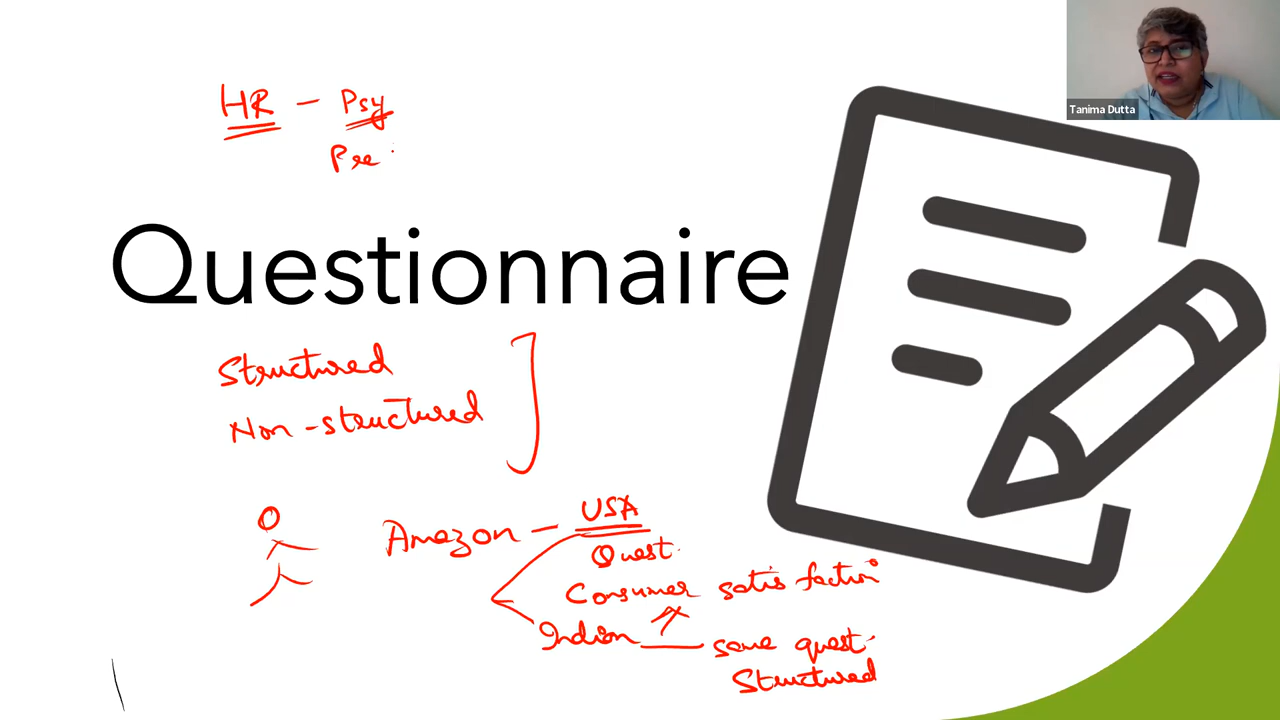 Tanima Dutta
HR - Psy
Pre
Questionnaire
Structured
Non-structured
Amazon - USA
Quest.
Consumer satisfaction
Indian — same quest.
Structured